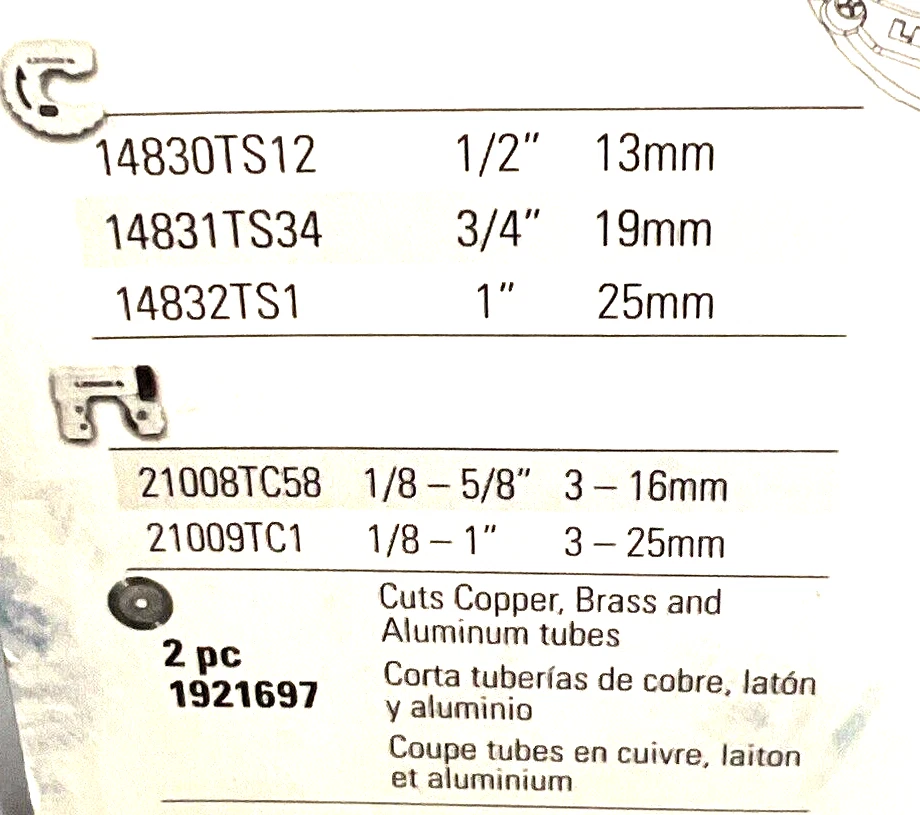 14830TS12 1/2″ 13mm
14831TS34 3/4″ 19mm
14832TS1 1″ 25mm
21008TC58 1/8 – 5/8″ 3 – 16mm
21009TC1 1/8 – 1″ 3 – 25mm
2 pc
1921697
Cuts Copper, Brass and
Aluminum tubes
Corta tuberías de cobre, latón
y aluminio
Coupe tubes en cuivre, laiton
et aluminium